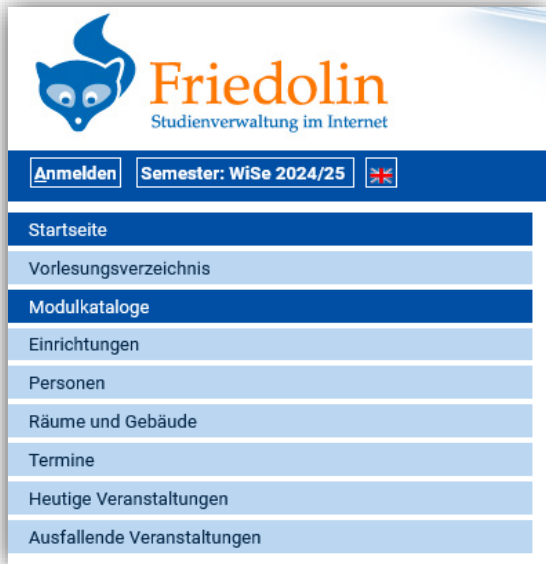 Friedolin
Studienverwaltung im Internet
Anmelden Semester: WiSe 2024/25
Startseite
Vorlesungsverzeichnis
Modulkataloge
Einrichtungen
Personen
Räume und Gebäude
Termine
Heutige Veranstaltungen
Ausfallende Veranstaltungen